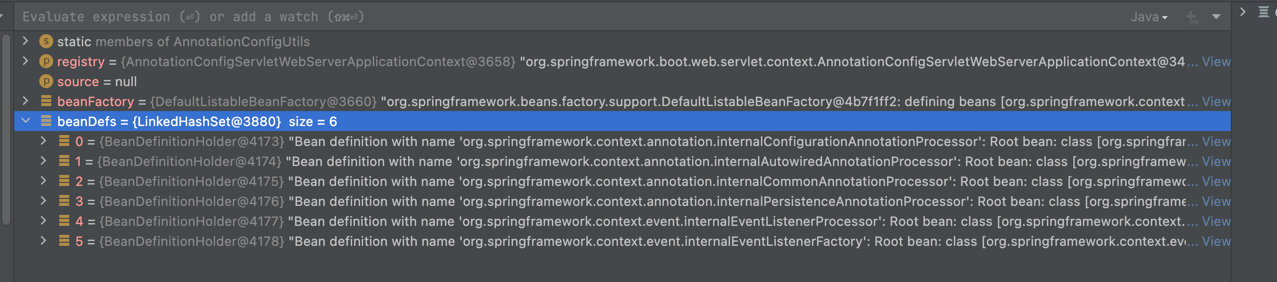 Evaluate expression (⏎) or add a watch (⇧⌘⏎) Java
s static members of AnnotationConfigUtils
p registry = {AnnotationConfigServletWebServerApplicationContext@3658} "org.springframework.boot.web.servlet.context.AnnotationConfigServletWebServerApplicationContext@34... View
p source = null
beanFactory = {DefaultListableBeanFactory@3660} "org.springframework.beans.factory.support.DefaultListableBeanFactory@4b7f1ff2: defining beans [org.springframework.context... View
beanDefs = {LinkedHashSet@3880} size = 6
0 = {BeanDefinitionHolder@4173} "Bean definition with name 'org.springframework.context.annotation.internalConfigurationAnnotationProcessor': Root bean: class [org.springfrar... View
1 = {BeanDefinitionHolder@4174} "Bean definition with name 'org.springframework.context.annotation.internalAutowiredAnnotationProcessor': Root bean: class [org.springframew... View
2 = {BeanDefinitionHolder@4175} "Bean definition with name 'org.springframework.context.annotation.internalCommonAnnotationProcessor': Root bean: class [org.springframewc... View
3 = {BeanDefinitionHolder@4176} "Bean definition with name 'org.springframework.context.annotation.internalPersistenceAnnotationProcessor': Root bean: class [org.springframe... View
4 = {BeanDefinitionHolder@4177} "Bean definition with name 'org.springframework.context.event.internalEventListenerProcessor': Root bean: class [org.springframework.context.... View
5 = {BeanDefinitionHolder@4178} "Bean definition with name 'org.springframework.context.event.internalEventListenerFactory': Root bean: class [org.springframework.context.eve... View